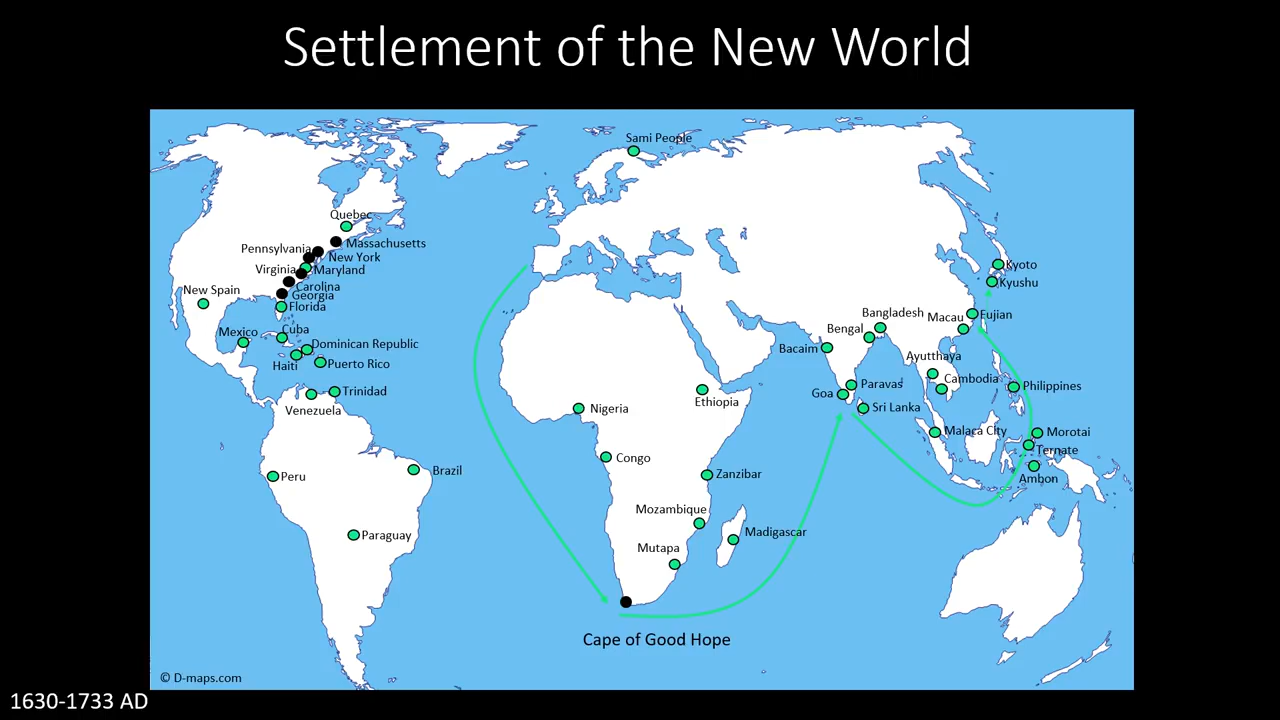 Settlement of the New World
Sami People
Quebec
Massachusetts
Pennsylvania
New York
Virginia
Maryland
Carolina
Georgia
New Spain
Florida
Mexico
Cuba
Dominican Republic
Haiti
Puerto Rico
Trinidad
Venezuela
Peru
Brazil
Paraguay
Nigeria
Ethiopia
Congo
Zanzibar
Mozambique
Madigascar
Mutapa
Cape of Good Hope
Kyoto
Kyushu
Bangladesh
Macau
Fujian
Bengal
Bacaim
Ayutthaya
Cambodia
Paravas
Goa
Sri Lanka
Philippines
Malaca City
Morotai
Ternate
Ambon
© D-maps.com
1630-1733 AD